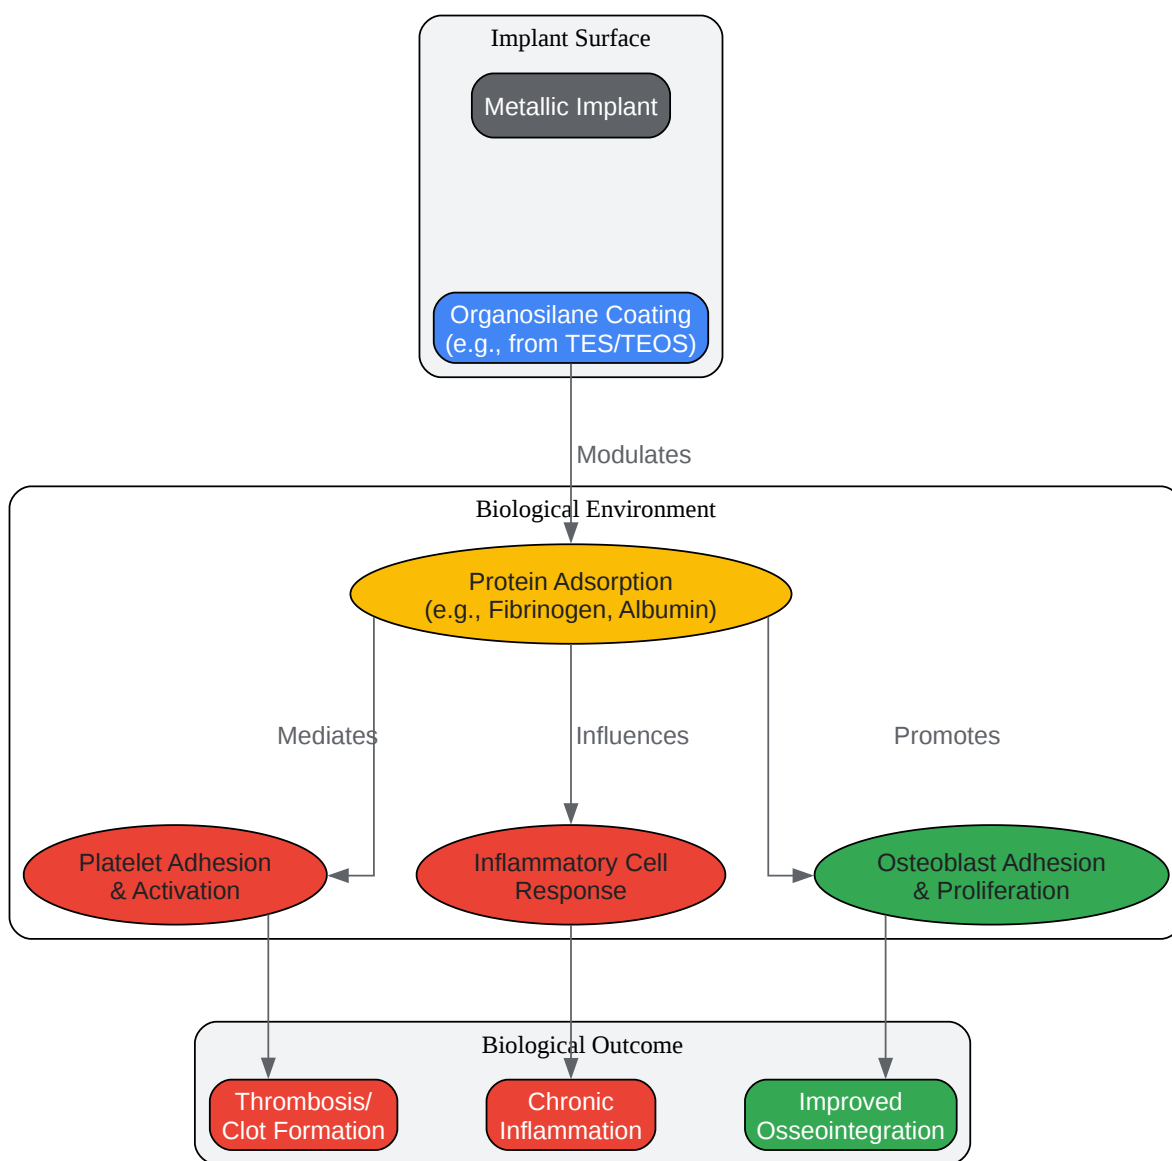 Implant Surface
Metallic Implant
Organosilane Coating
(e.g., from TES/TEOS)
Modulates
Biological Environment
Protein Adsorption
(e.g., Fibrinogen, Albumin)
Mediates
Influences
Promotes
Platelet Adhesion
& Activation
Inflammatory Cell
Response
Osteoblast Adhesion
& Proliferation
Biological Outcome
Thrombosis/
Clot Formation
Chronic
Inflammation
Improved
Osseointegration